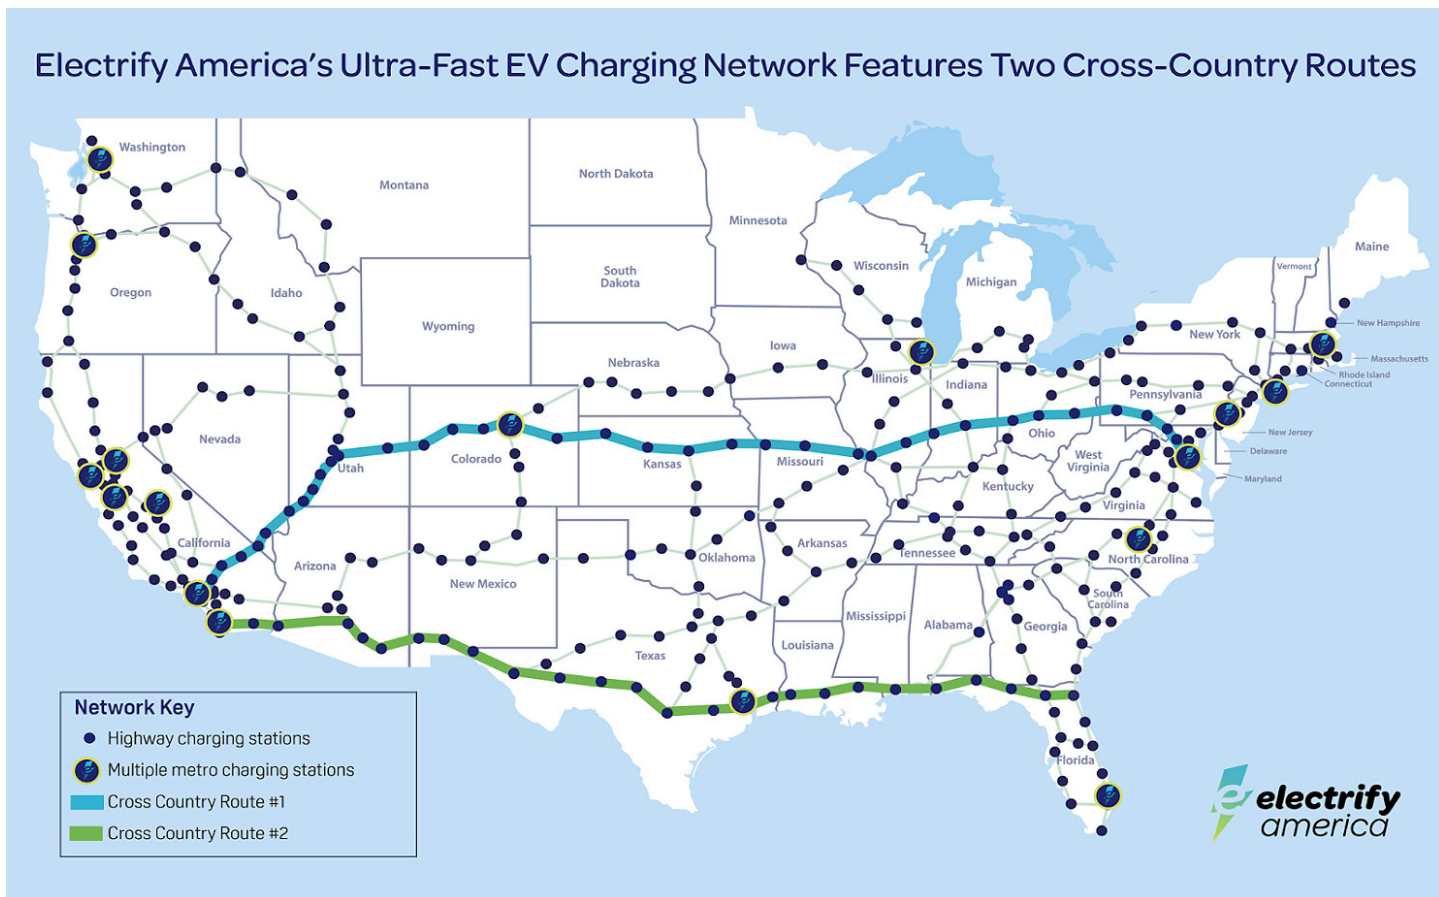 Electrify America's Ultra-Fast EV Charging Network Features Two Cross-Country Routes
Washington
Montana
North Dakota
Minnesota
Maine
Vermont
Wisconsin
Michigan
Oregon
Idaho
South
Dakota
Wyoming
New York
New Hampshire
Iowa
Massachusetts
Nebraska
Rhode Island
Connecticut
Illinois
Indiana
Pennsylvania
Nevada
Ohio
New Jersey
Utah
Colorado
Kansas
Missouri
West
Virginia
Delaware
Maryland
Kentucky
Virginia
California
Arizona
New Mexico
Oklahoma
Arkansas
Tennessee
North Carolina
South
Carolina
Mississippi
Alabama
Georgia
Texas
Louisiana
Florida
Network Key
Highway charging stations
Multiple metro charging stations
Cross Country Route #1
Cross Country Route #2
electrify
america